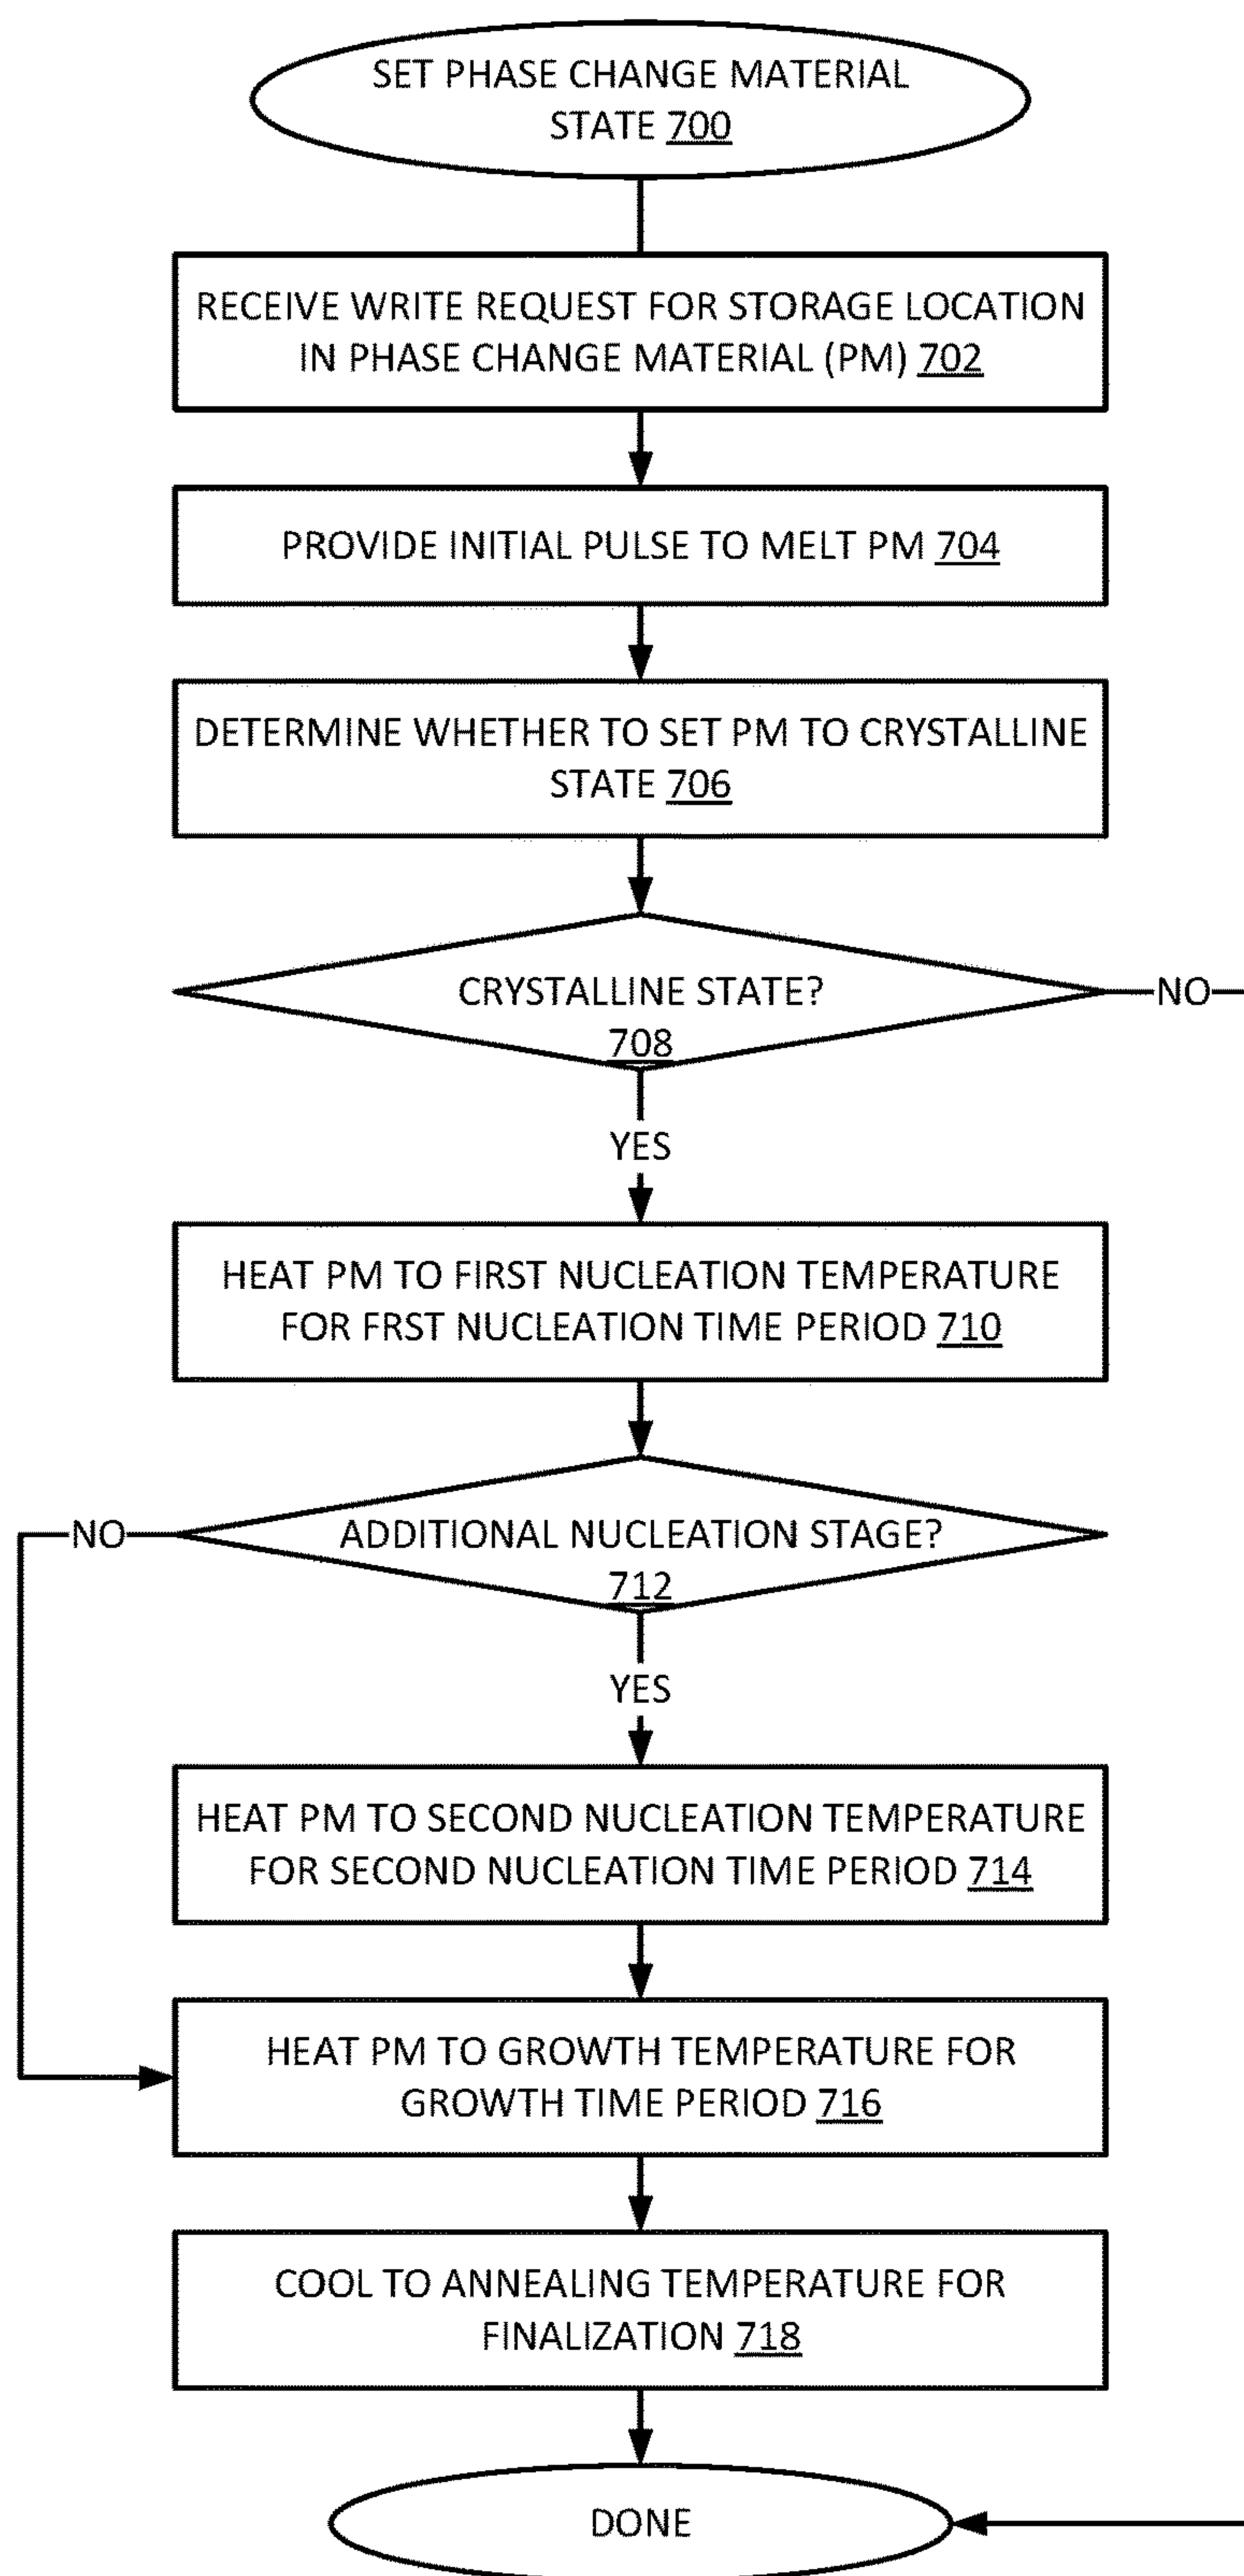 SET PHASE CHANGE MATERIAL
STATE 700
RECEIVE WRITE REQUEST FOR STORAGE LOCATION
IN PHASE CHANGE MATERIAL (PM) 702
PROVIDE INITIAL PULSE TO MELT PM 704
DETERMINE WHETHER TO SET PM TO CRYSTALLINE
STATE 706
CRYSTALLINE STATE?
708
NO
YES
HEAT PM TO FIRST NUCLEATION TEMPERATURE
FOR FRST NUCLEATION TIME PERIOD 710
NO
ADDITIONAL NUCLEATION STAGE?
712
YES
HEAT PM TO SECOND NUCLEATION TEMPERATURE
FOR SECOND NUCLEATION TIME PERIOD 714
HEAT PM TO GROWTH TEMPERATURE FOR
GROWTH TIME PERIOD 716
COOL TO ANNEALING TEMPERATURE FOR
FINALIZATION 718
DONE